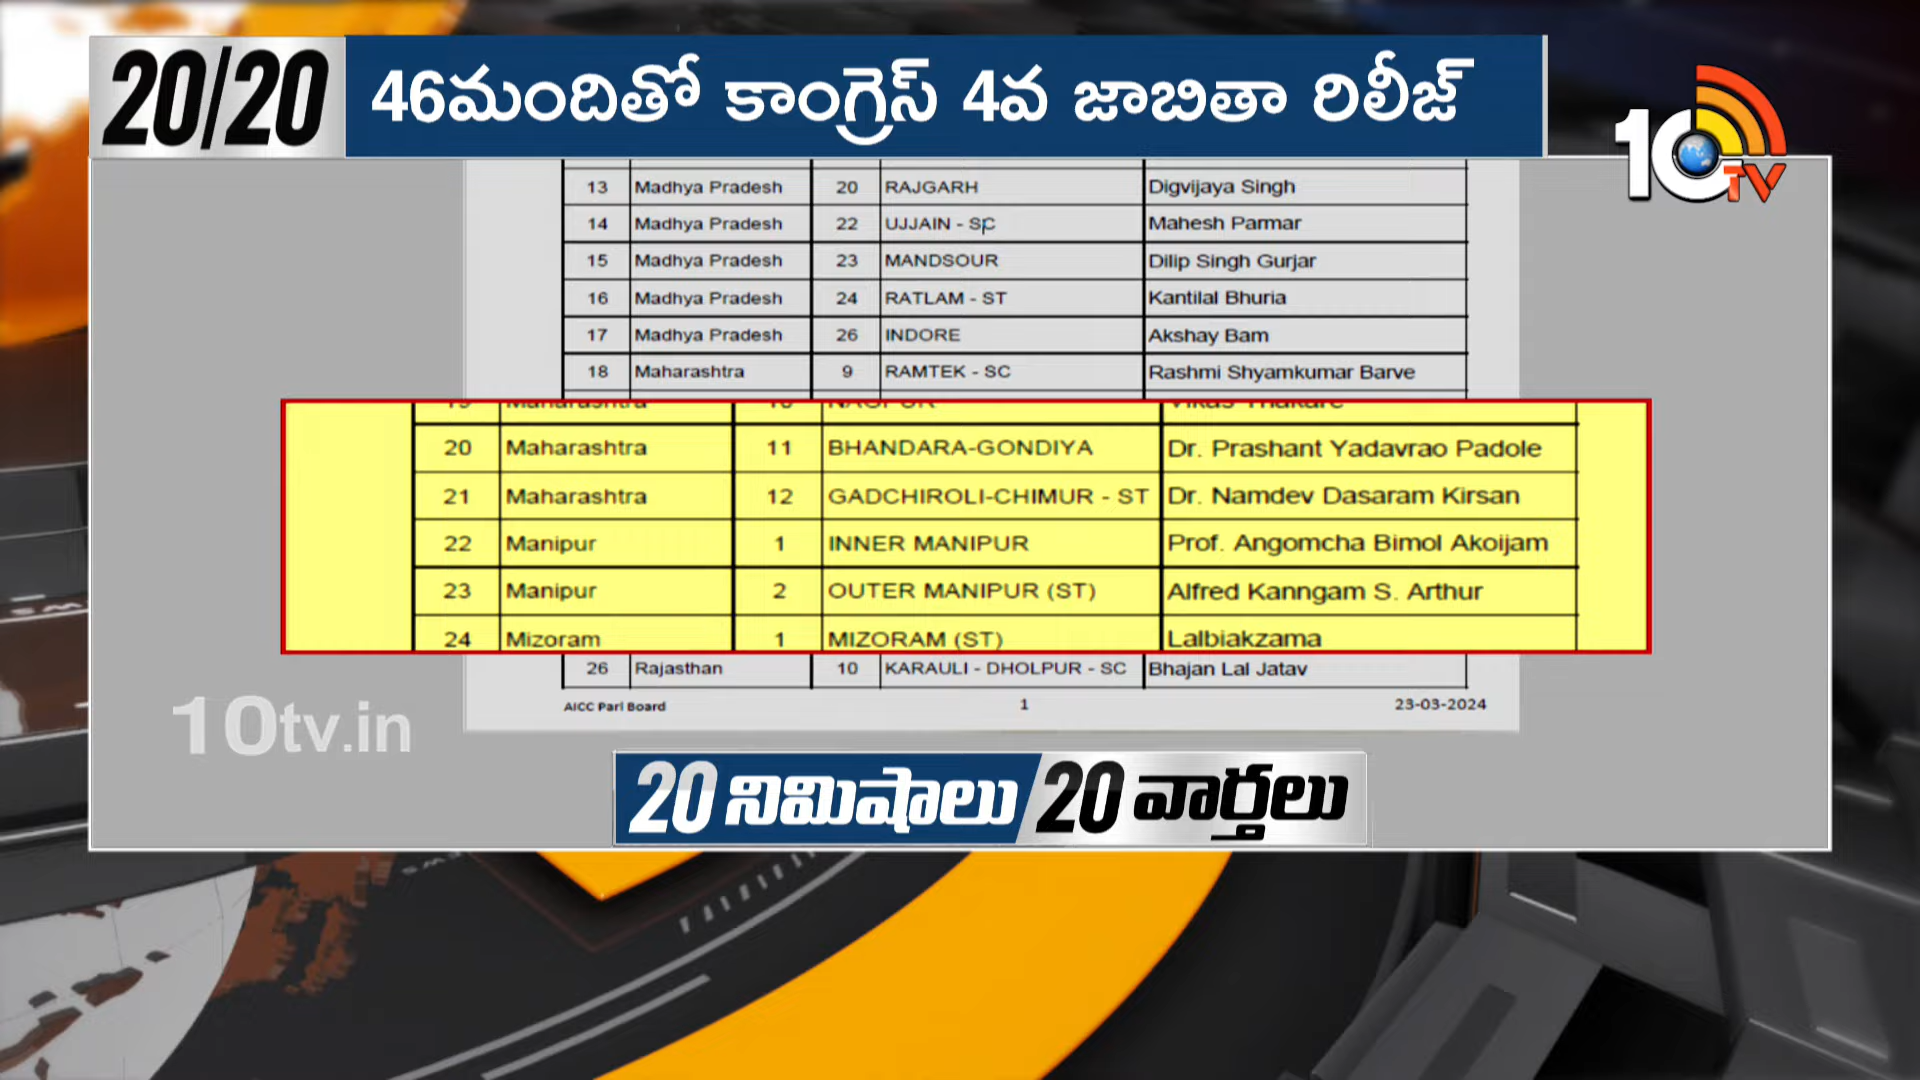 20/20 46మందితో కాంగ్రెస్ 4వ జాబితా రిలీజ్
10TV
13 Madhya Pradesh 20 RAJGARH Digvijaya Singh
14 Madhya Pradesh 22 UJJAIN - SC Mahesh Parmar
15 Madhya Pradesh 23 MANDSOUR Dilip Singh Gurjar
16 Madhya Pradesh 24 RATLAM - ST Kantilal Bhuria
17 Madhya Pradesh 26 INDORE Akshay Bam
18 Maharashtra 9 RAMTEK - SC Rashmi Shyamkumar Barve
19 Maharashtra 10 NAGPUR Vikas Thakare
20 Maharashtra 11 BHANDARA-GONDIYA Dr. Prashant Yadavrao Padole
21 Maharashtra 12 GADCHIROLI-CHIMUR - ST Dr. Namdev Dasaram Kirsan
22 Manipur 1 INNER MANIPUR Prof. Angomcha Bimol Akoijam
23 Manipur 2 OUTER MANIPUR (ST) Alfred Kanngam S. Arthur
24 Mizoram 1 MIZORAM (ST) Lalbiakzama
26 Rajasthan 10 KARAULI - DHOLPUR - SC Bhajan Lal Jatav
AICC Parl Board 1 23-03-2024
10tv.in
20 నిమిషాలు 20 వార్తలు